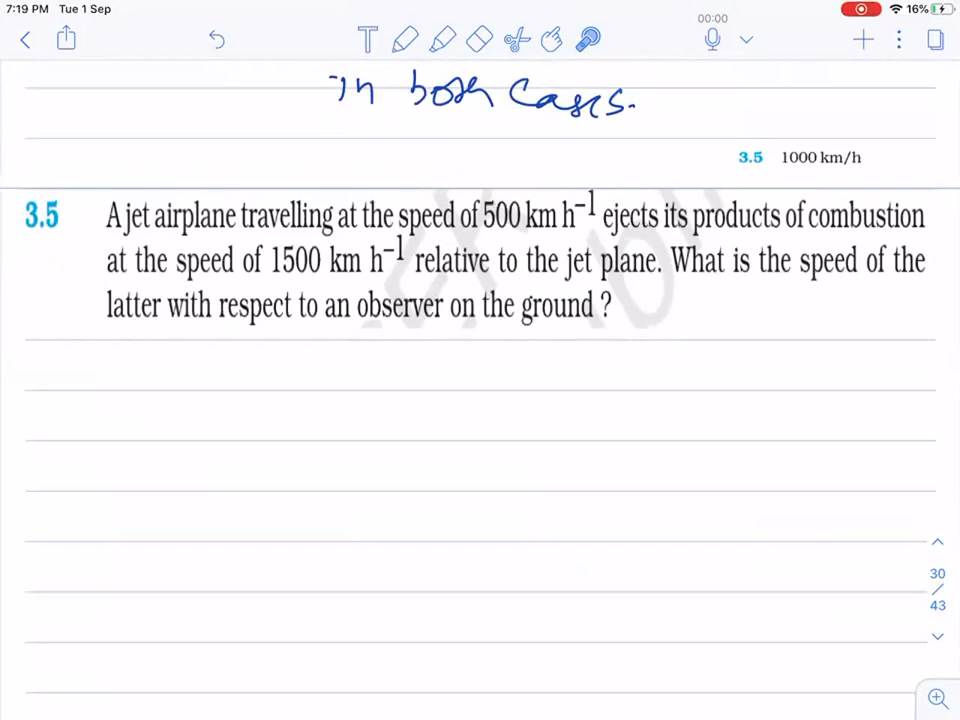 7:19 PM Tue 1 Sep
16%
00:00
in both cases.
3.5 1000 km/h
3.5 A jet airplane travelling at the speed of 500 km h⁻¹ ejects its products of combustion
at the speed of 1500 km h⁻¹ relative to the jet plane. What is the speed of the
latter with respect to an observer on the ground ?
30
/
43